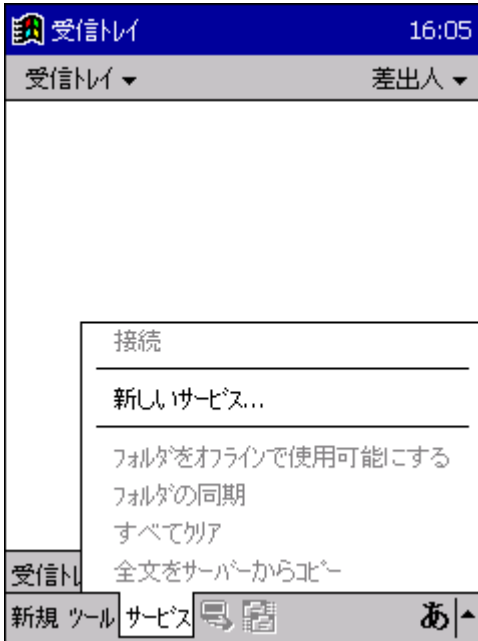 受信トレイ 16:05
受信トレイ 差出人
接続
新しいサービス...
フォルダをオフラインで使用可能にする
フォルダの同期
すべてクリア
全文をサーバーからコピー
受信トレ
新規 ツール サービス あ